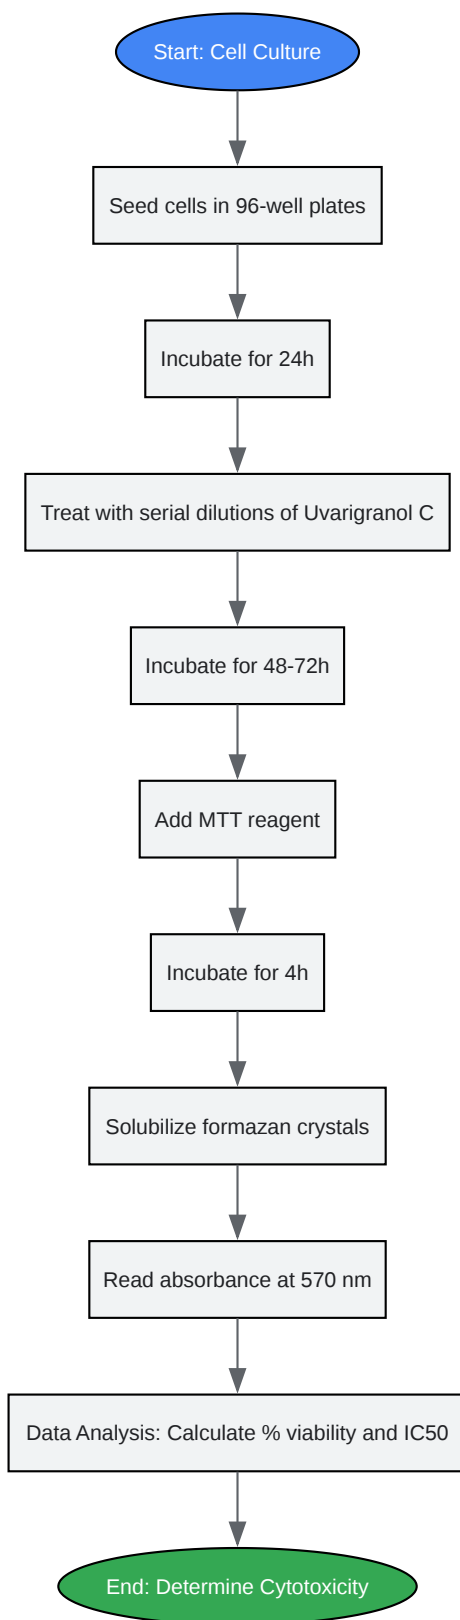 Start: Cell Culture
Seed cells in 96-well plates
Incubate for 24h
Treat with serial dilutions of Uvarigranol C
Incubate for 48-72h
Add MTT reagent
Incubate for 4h
Solubilize formazan crystals
Read absorbance at 570 nm
Data Analysis: Calculate % viability and IC50
End: Determine Cytotoxicity